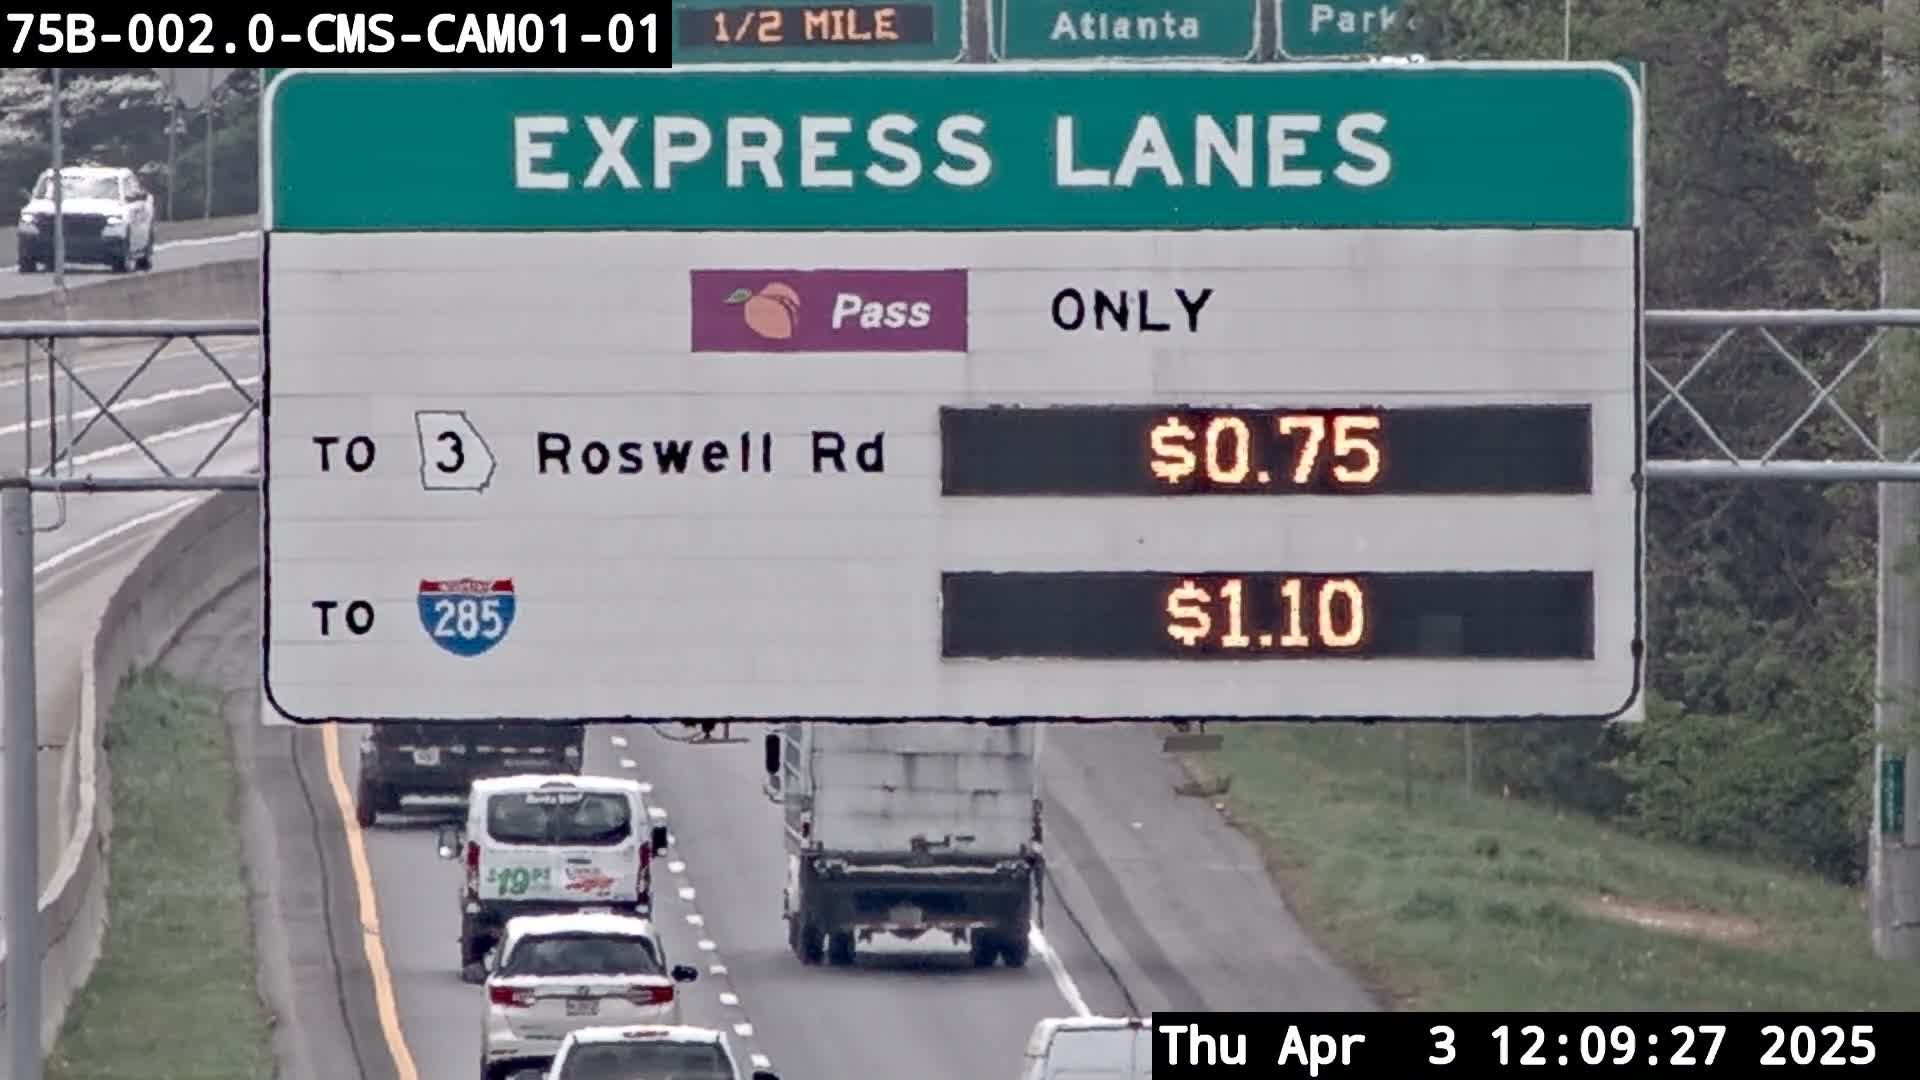 75B-002.0-CMS-CAM01-01
1/2 MILE
Atlanta
Park
EXPRESS LANES
Pass ONLY
TO 3 Roswell Rd $0.75
TO 285 $1.10
$19
Thu Apr 3 12:09:27 2025